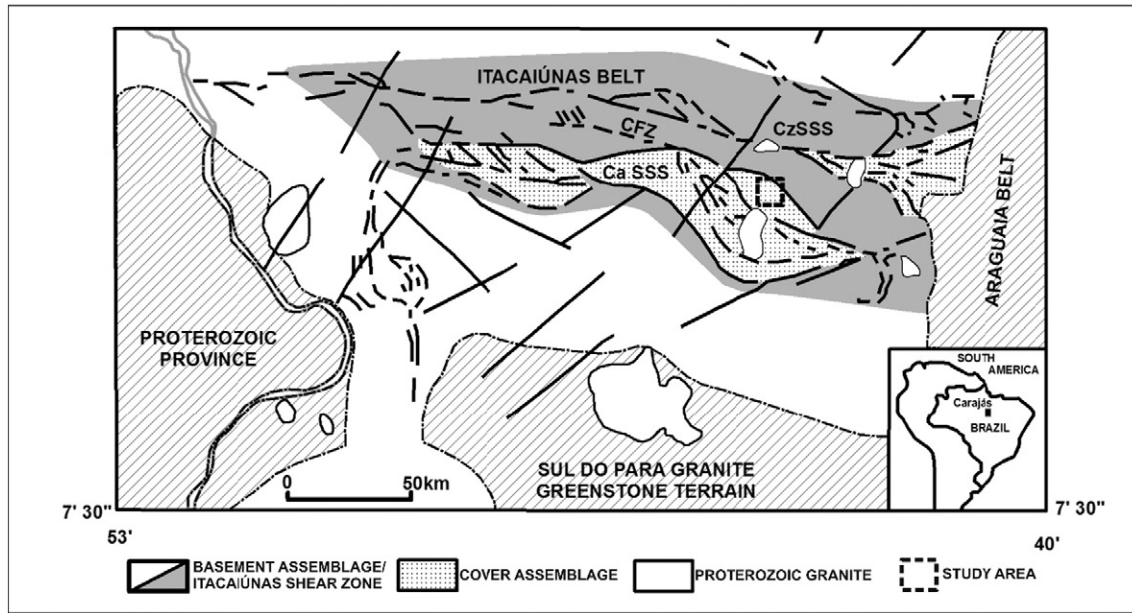 ITACAIÚNAS BELT
CFZ
CzSSS
Ca SSS
ARAGUAIA BELT
PROTEROZOIC
PROVINCE
SOUTH
AMERICA
Carajás
BRAZIL
SUL DO PARA GRANITE
GREENSTONE TERRAIN
0 50km
7' 30"
7' 30"
53'
40'
BASEMENT ASSEMBLAGE/
ITACAIÚNAS SHEAR ZONE
COVER ASSEMBLAGE
PROTEROZOIC GRANITE
STUDY AREA